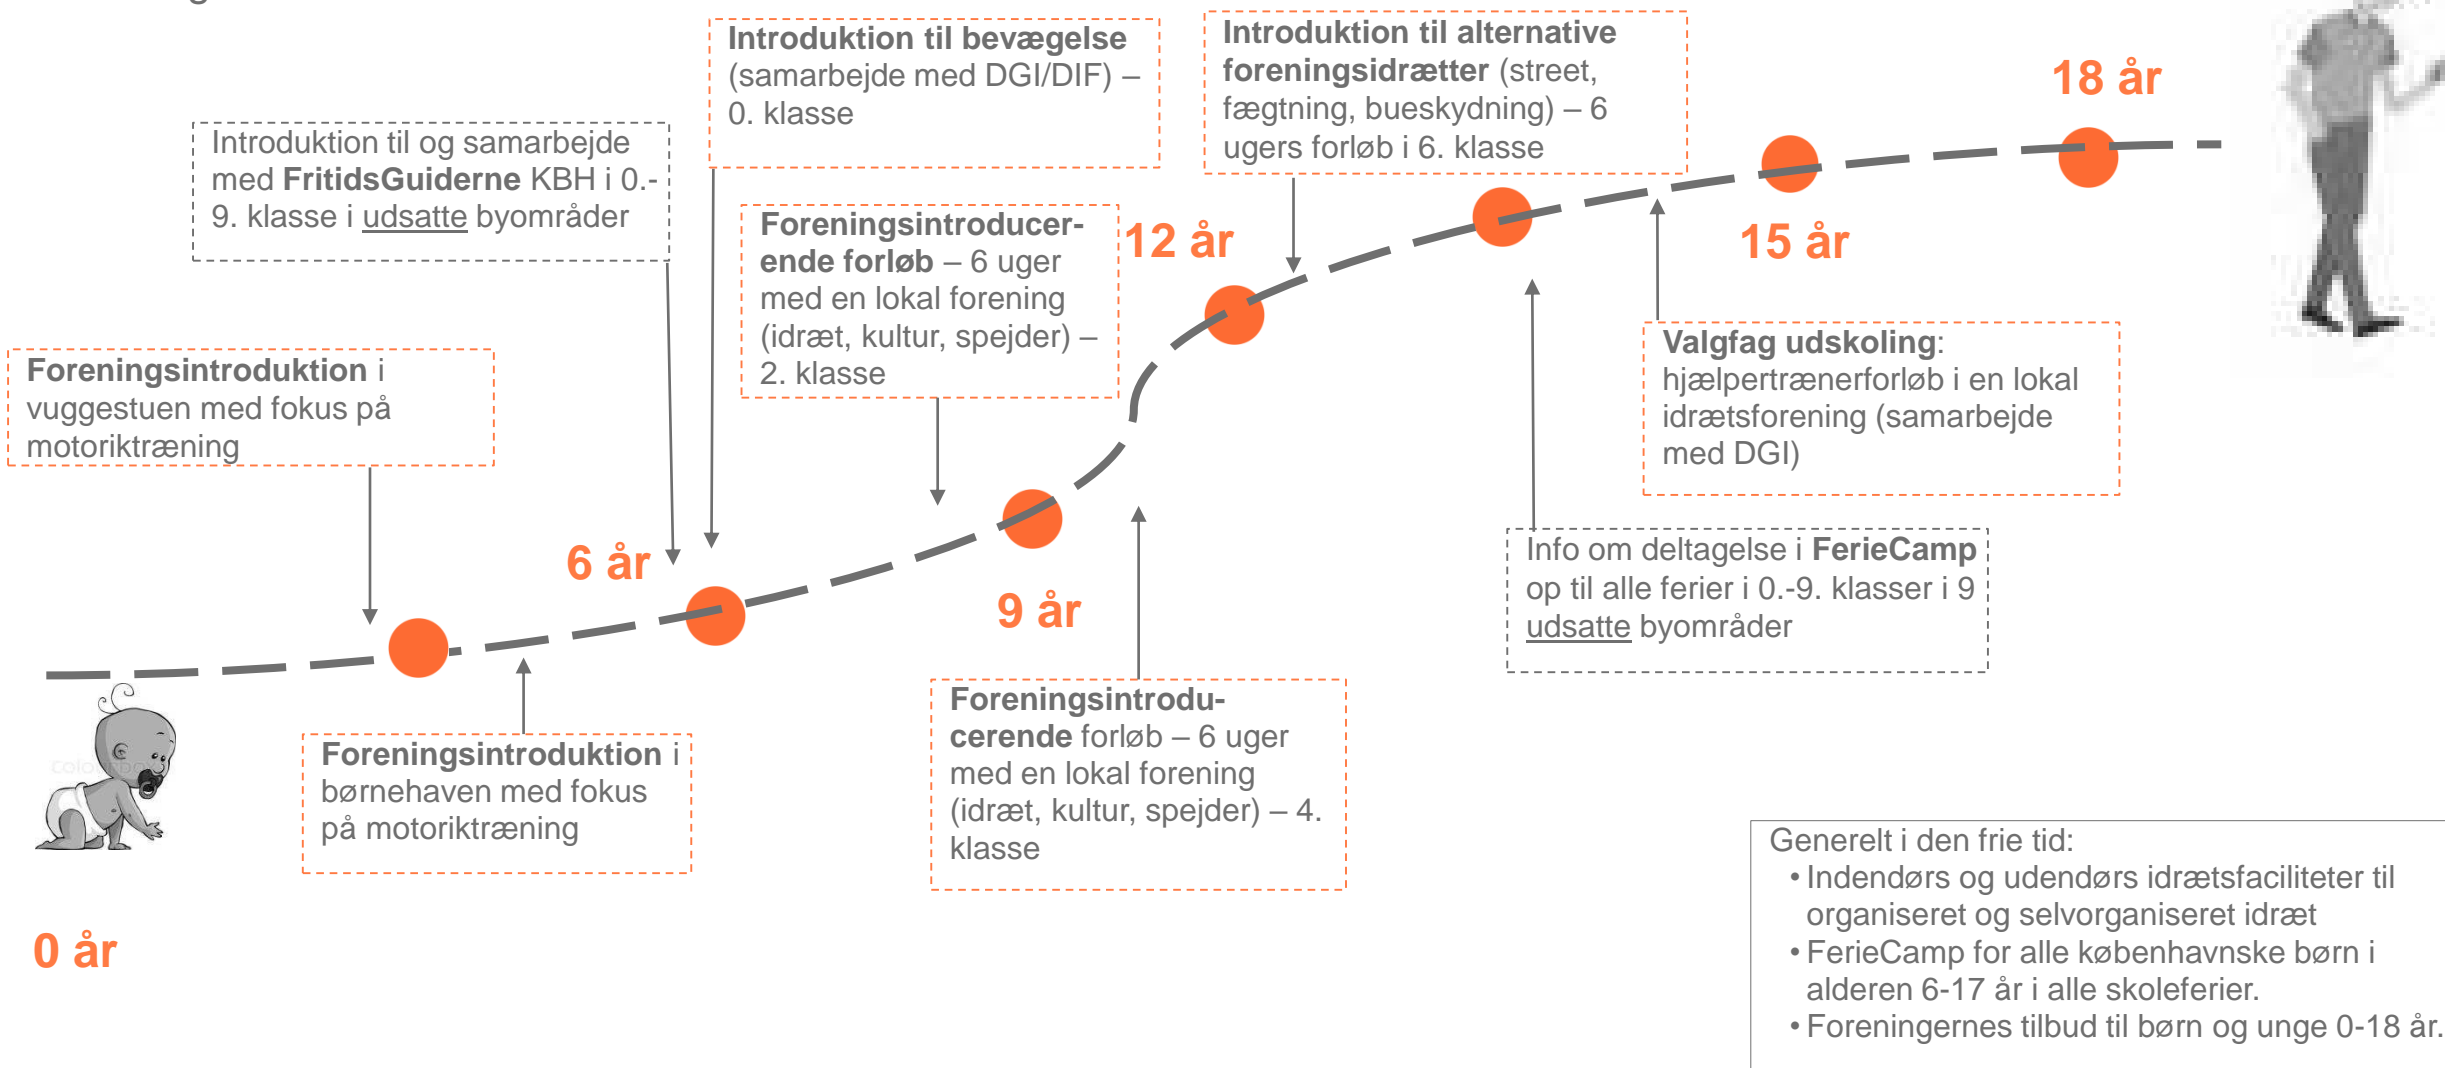 Introduktion til bevægelse
(samarbejde med DGI/DIF) –
0. klasse
Introduktion til alternative
foreningsidrætter (street,
fægtning, bueskydning) – 6
ugers forløb i 6. klasse
18 år
Introduktion til og samarbejde
med FritidsGuiderne KBH i 0.-
9. klasse i udsatte byområder
Foreningsintroducer-
ende forløb – 6 uger
med en lokal forening
(idræt, kultur, spejder) –
2. klasse
12 år
15 år
Foreningsintroduktion i
vuggestuen med fokus på
motoriktræning
Valgfag udskoling:
hjælpertrænerforløb i en lokal
idrætsforening (samarbejde
med DGI)
6 år
9 år
Info om deltagelse i FerieCamp
op til alle ferier i 0.-9. klasser i 9
udsatte byområder
Foreningsintroduktion i
børnehaven med fokus
på motoriktræning
Foreningsintrodu-
cerende forløb – 6 uger
med en lokal forening
(idræt, kultur, spejder) – 4.
klasse
0 år
Generelt i den frie tid:
• Indendørs og udendørs idrætsfaciliteter til
organiseret og selvorganiseret idræt
• FerieCamp for alle københavnske børn i
alderen 6-17 år i alle skoleferier.
• Foreningernes tilbud til børn og unge 0-18 år.